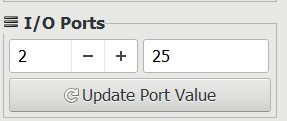 I/O Ports
2 − + 25
Update Port Value